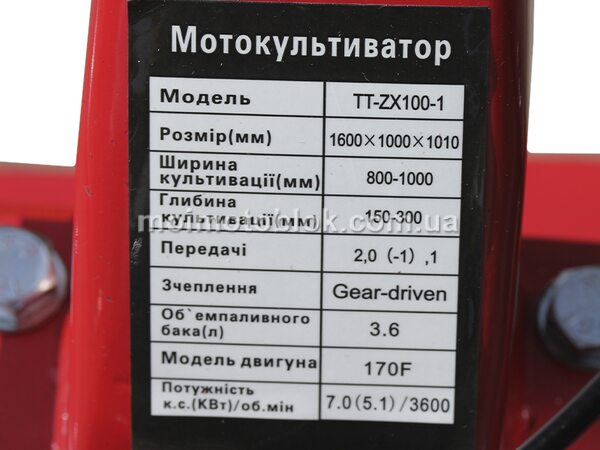 Мотокультиватор
Модель TT-ZX100-1
Розмір(мм) 1600×1000×1010
Ширина
культивації(мм) 800-1000
Глибина
культивації(мм) 150-300
moimotoblok.com.ua
Передачі 2,0 (-1) ,1
Зчеплення Gear-driven
Об`емпаливного
бака(л) 3.6
Модель двигуна 170F
Потужність
к.с.(КВт)/об.мін 7.0(5.1)/3600